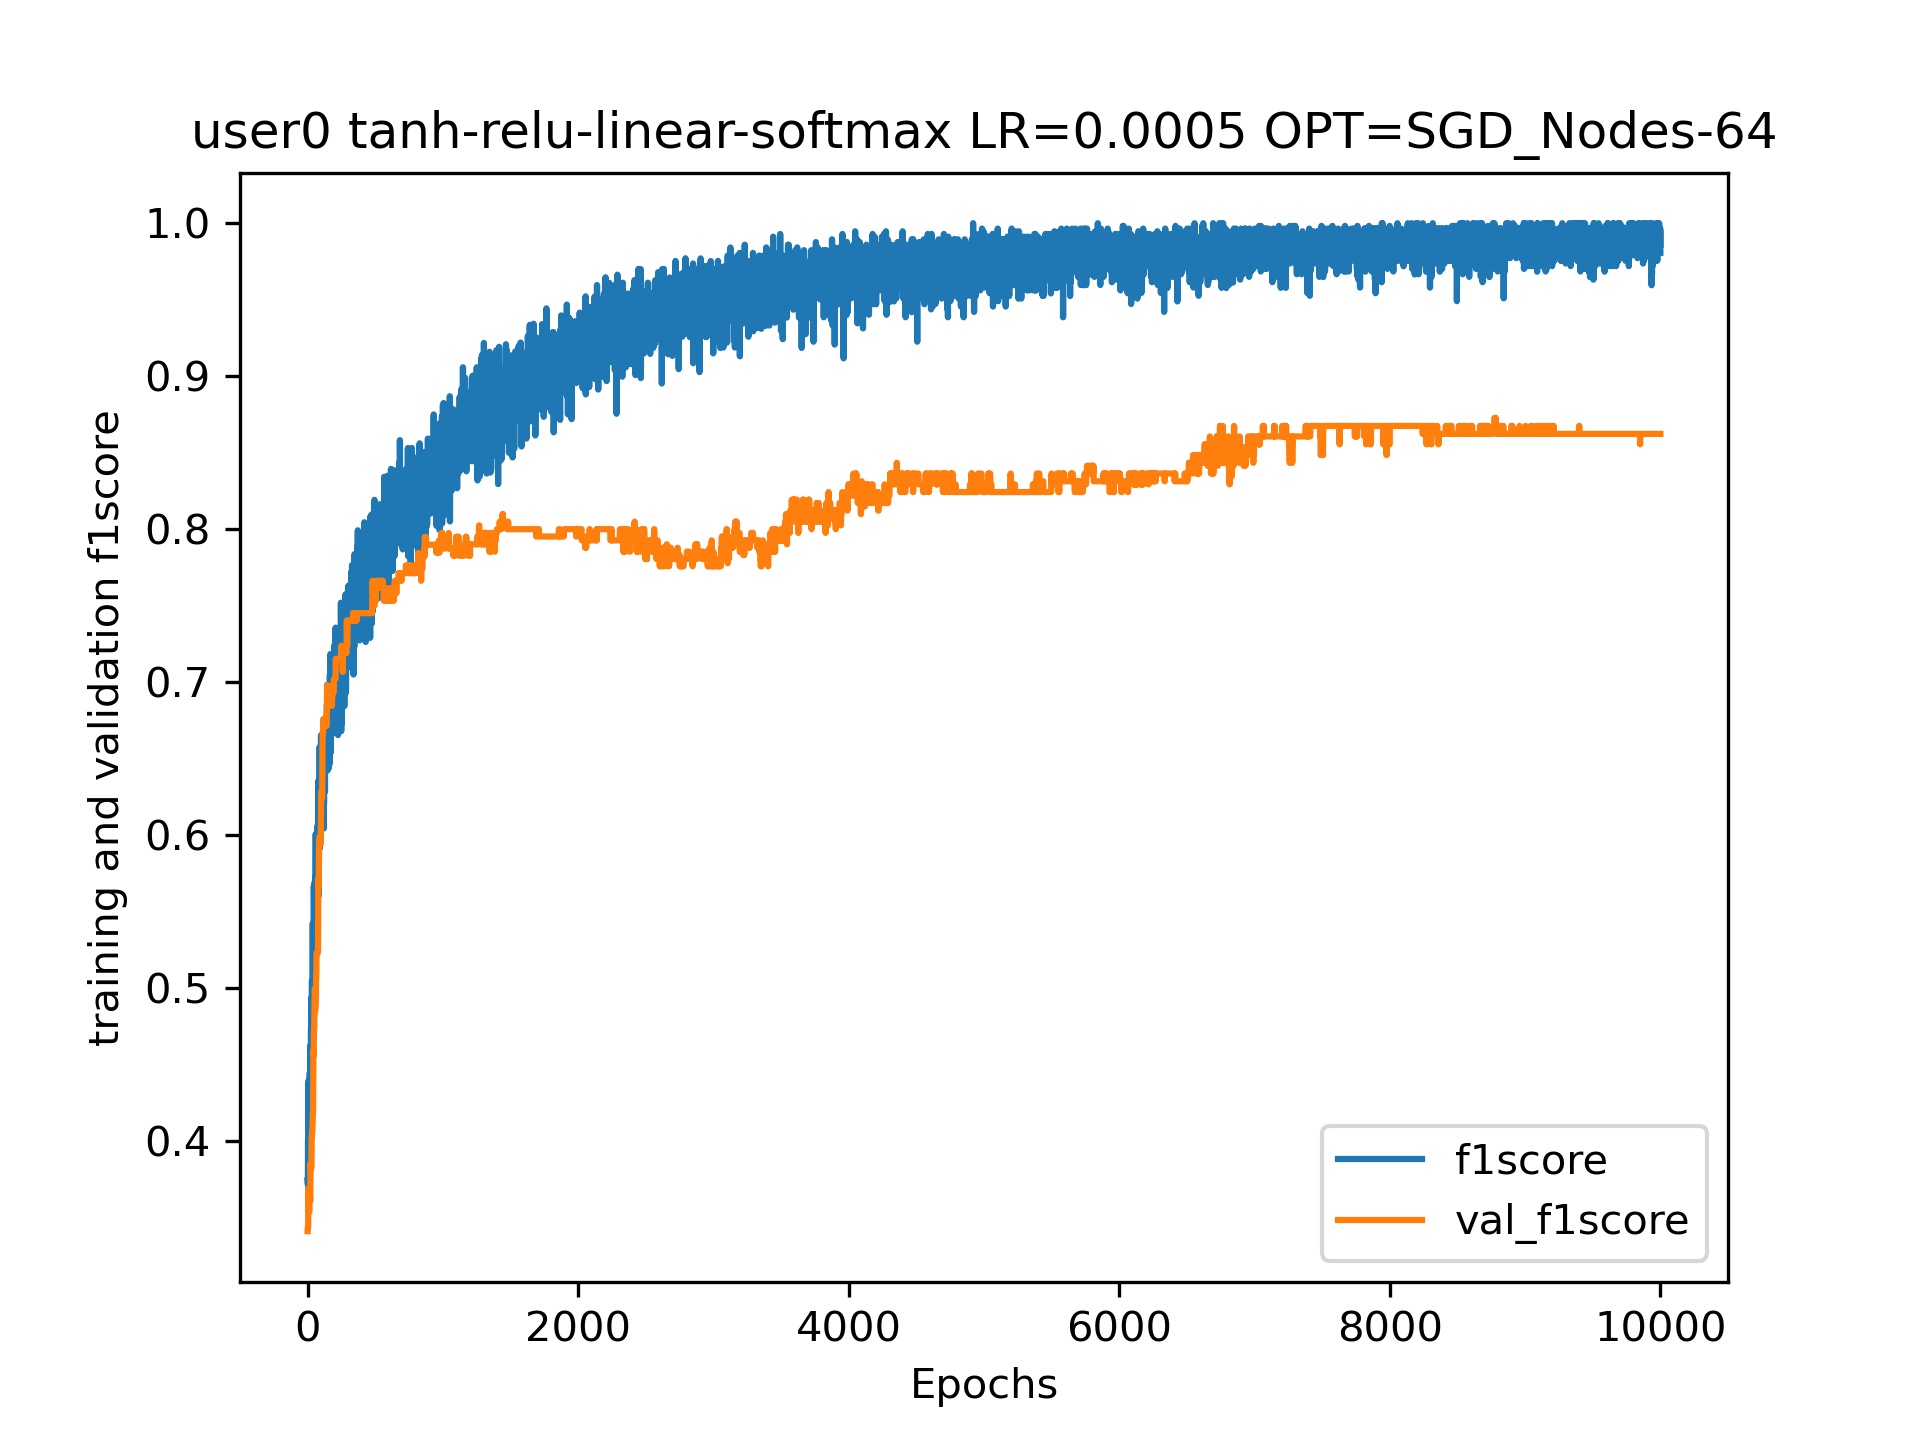 user0 tanh-relu-linear-softmax LR=0.0005 OPT=SGD_Nodes-64
training and validation f1score
1.0
0.9
0.8
0.7
0.6
0.5
0.4
f1score
val_f1score
0 2000 4000 6000 8000 10000
Epochs